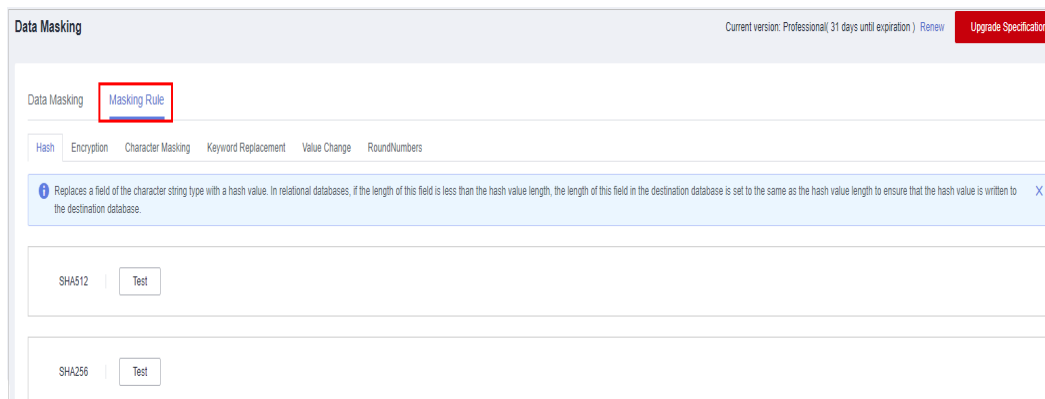 Data Masking
Current version: Professional( 31 days until expiration ) Renew
Upgrade Specification
Data Masking Masking Rule
Hash Encryption Character Masking Keyword Replacement Value Change RoundNumbers
Replaces a field of the character string type with a hash value. In relational databases, if the length of this field is less than the hash value length, the length of this field in the destination database is set to the same as the hash value length to ensure that the hash value is written to
the destination database.
SHA512 Test
SHA256 Test